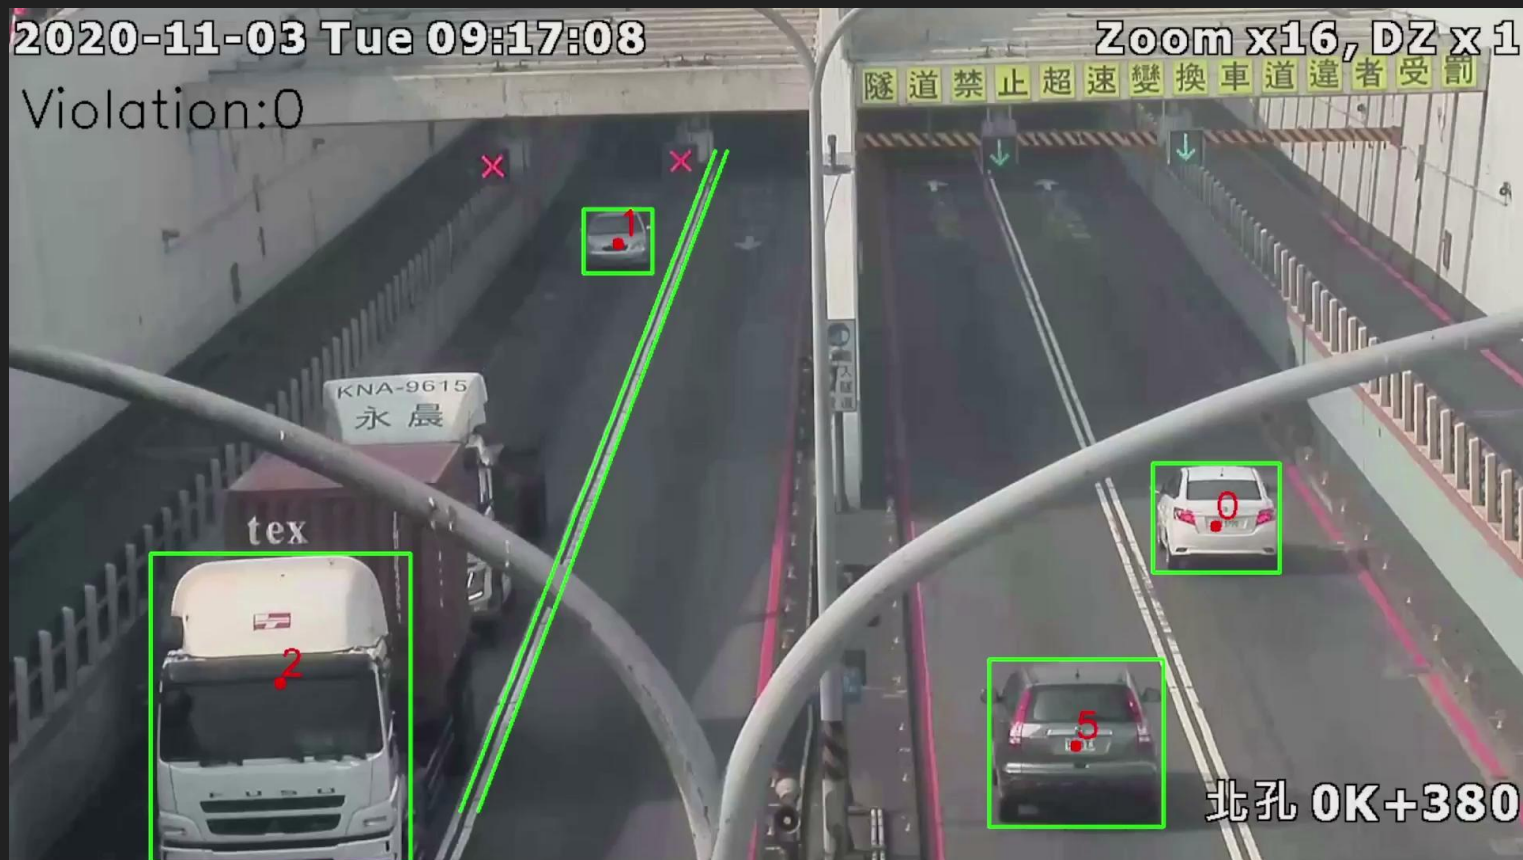 2020-11-03 Tue 09:17:08
Zoom x16, DZ x 1
Violation:0
隧道禁止超速變換車道違者受罰
1
KNA-9615
永晨
tex
0
2
FUSO
5
北孔 0K+380